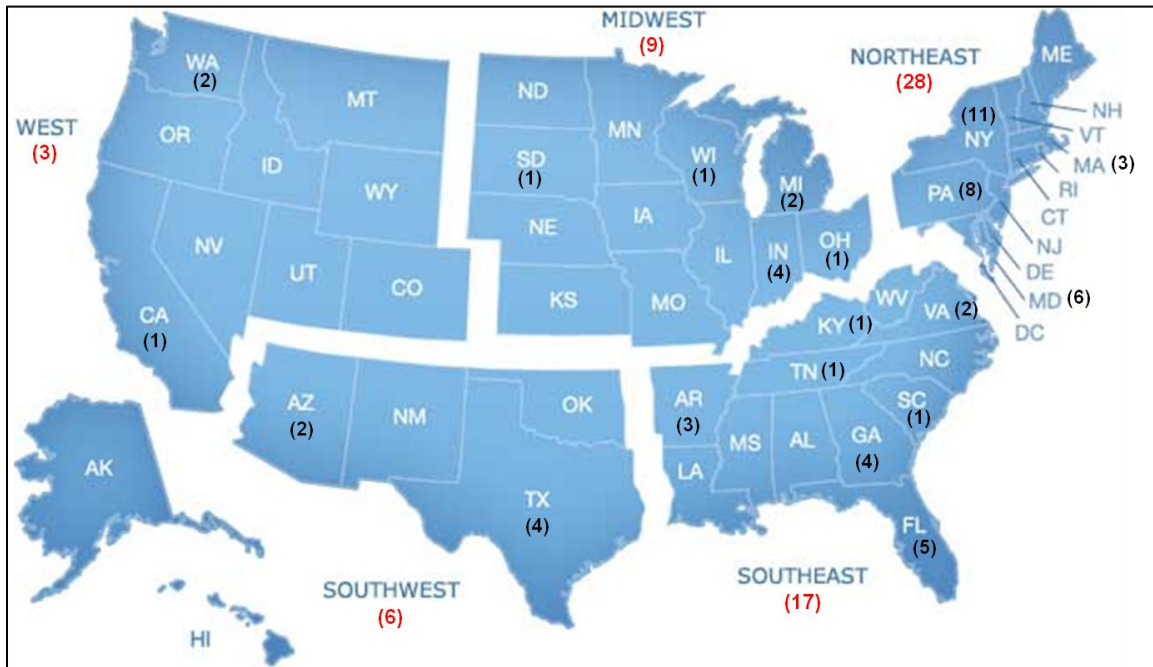 MIDWEST
(9)
NORTHEAST
(28)
WEST
(3)
WA
(2)
MT
OR
ID
WY
NV
UT
CO
CA
(1)
ND
MN
SD
(1)
WI
(1)
MI
(2)
NE
IA
IL
IN
(4)
OH
(1)
KS
MO
ME
NH
VT
(11)
NY
MA (3)
RI
CT
PA (8)
NJ
DE
MD (6)
DC
WV
VA (2)
KY (1)
TN (1)
NC
SC
(1)
AR
(3)
MS
AL
GA
(4)
LA
FL
(5)
AZ
(2)
NM
OK
TX
(4)
AK
HI
SOUTHWEST
(6)
SOUTHEAST
(17)